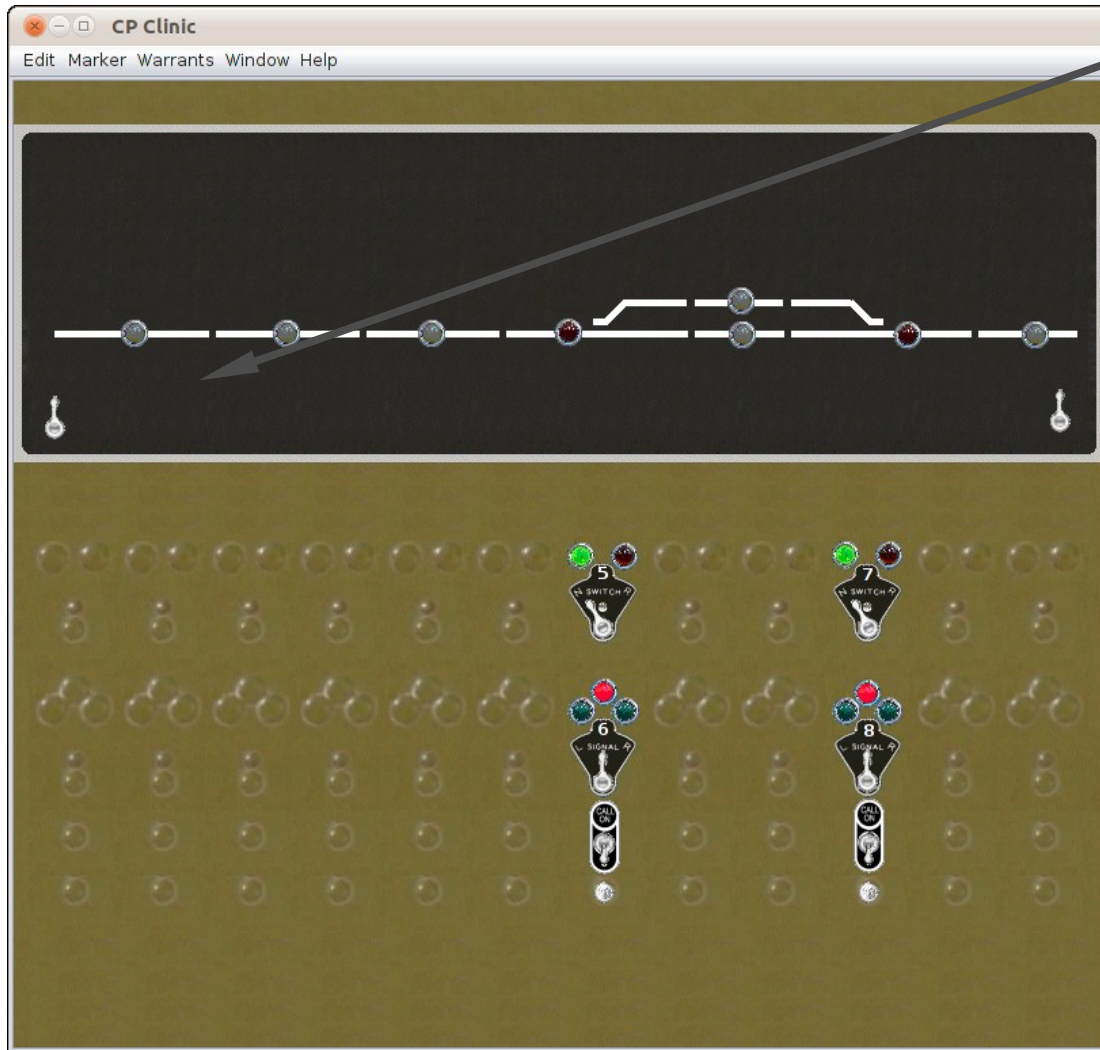 CP Clinic
Edit Marker Warrants Window Help
5
N SWITCH R
7
N SWITCH R
6
L SIGNAL R
8
L SIGNAL R
CALL
ON
CALL
ON